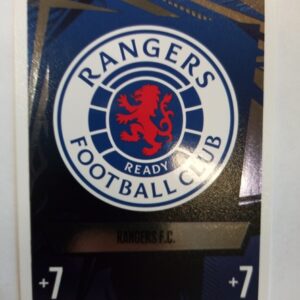 RANGERS
READY
FOOTBALL CLUB
RANGERS F.C.
+7 +7